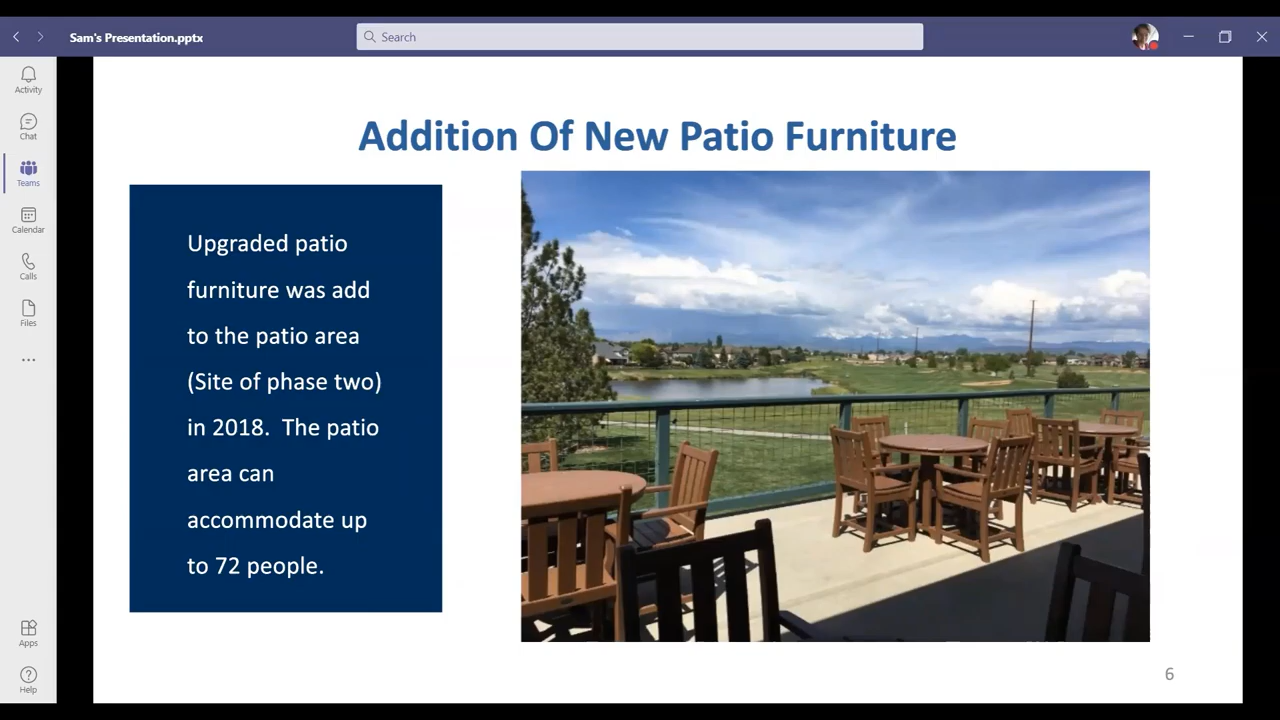 Sam's Presentation.pptx
Search
Activity
Chat
Teams
Calendar
Calls
Files
Apps
Help
Addition Of New Patio Furniture
Upgraded patio
furniture was add
to the patio area
(Site of phase two)
in 2018.  The patio
area can
accommodate up
to 72 people.
6